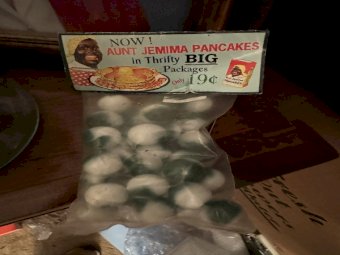 NOW!
AUNT JEMIMA PANCAKES
in Thrifty BIG
Packages
Only 19¢